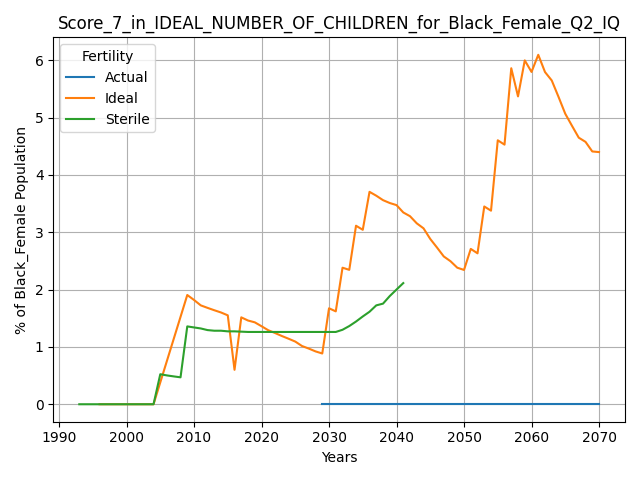 Score_7_in_IDEAL_NUMBER_OF_CHILDREN_for_Black_Female_Q2_IQ
Fertility
Actual
Ideal
Sterile
% of Black_Female Population
6
5
4
3
2
1
0
1990 2000 2010 2020 2030 2040 2050 2060 2070
Years